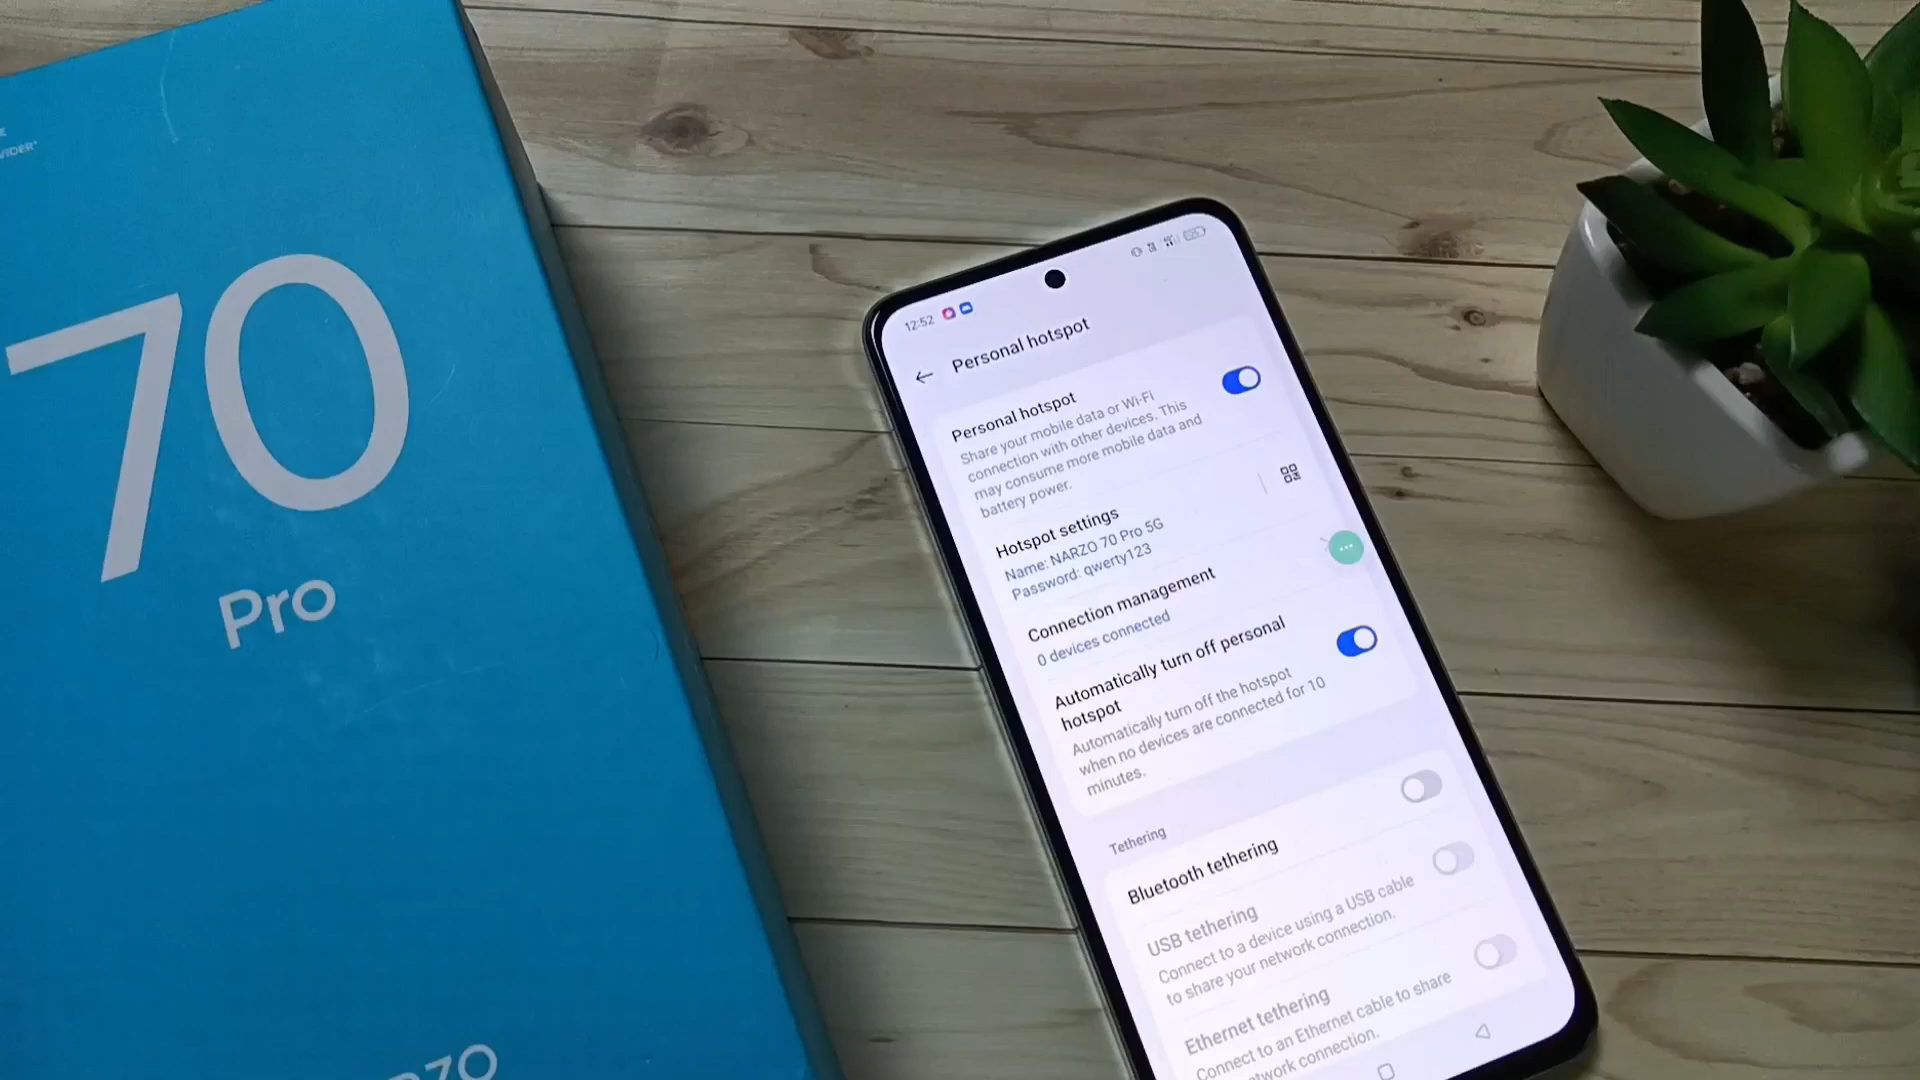 VIDER*
70
Pro
12:52
Personal hotspot
Personal hotspot
Share your mobile data or Wi-Fi
connection with other devices. This
may consume more mobile data and
battery power.
Hotspot settings
Name: NARZO 70 Pro 5G
Password: qwerty123
Connection management
0 devices connected
Automatically turn off personal
hotspot
Automatically turn off the hotspot
when no devices are connected for 10
minutes.
Tethering
Bluetooth tethering
USB tethering
Connect to a device using a USB cable
to share your network connection.
Ethernet tethering
Connect to an Ethernet cable to share
network connection.
RZO